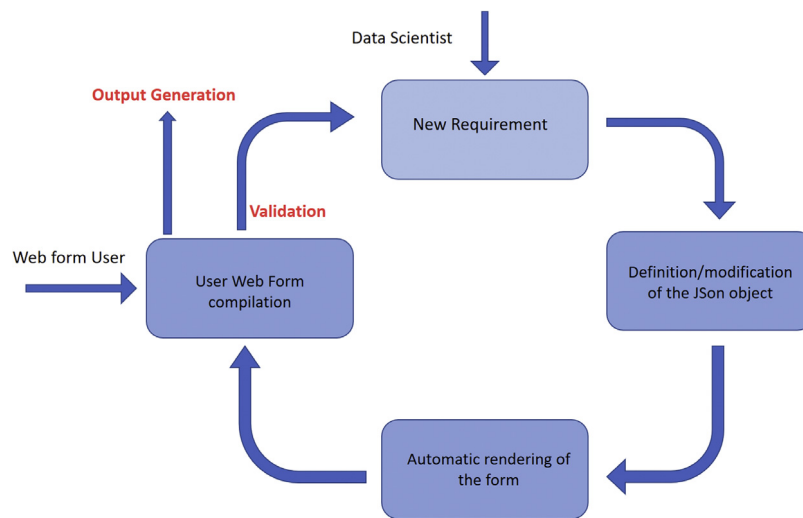 Data Scientist
Output Generation
New Requirement
Validation
Web form User
User Web Form
compilation
Definition/modification
of the JSon object
Automatic rendering of
the form